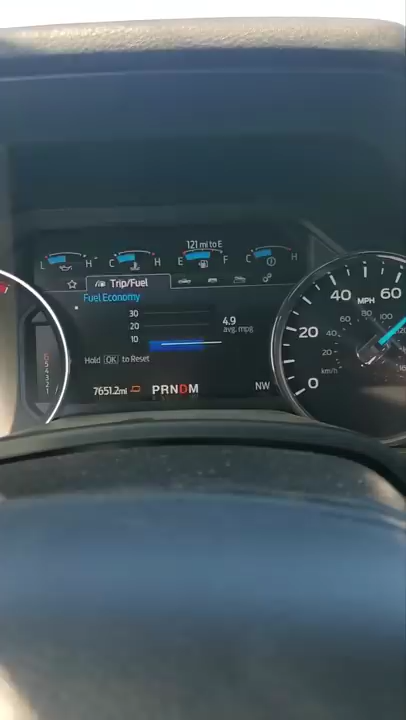 121 mi to E
L H C H E F C H
Trip/Fuel
Fuel Economy
30
20
10
4.9
avg. mpg
Hold OK to Reset
7651.2mi
PRNDM
NW
0
20
40
60
MPH
20
40
60
80
100
km/h